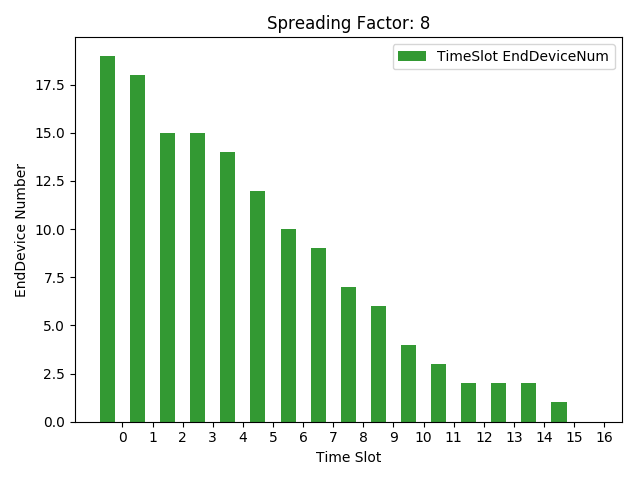 Spreading Factor: 8
TimeSlot EndDeviceNum
EndDevice Number
17.5
15.0
12.5
10.0
7.5
5.0
2.5
0.0
0 1 2 3 4 5 6 7 8 9 10 11 12 13 14 15 16
Time Slot